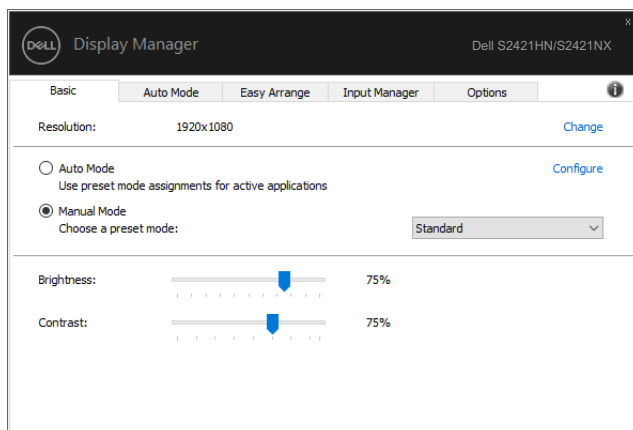 x
DELL Display Manager Dell S2421HN/S2421NX
Basic Auto Mode Easy Arrange Input Manager Options i
Resolution: 1920x1080 Change
Auto Mode Configure
Use preset mode assignments for active applications
Manual Mode
Choose a preset mode: Standard
Brightness: 75%
Contrast: 75%